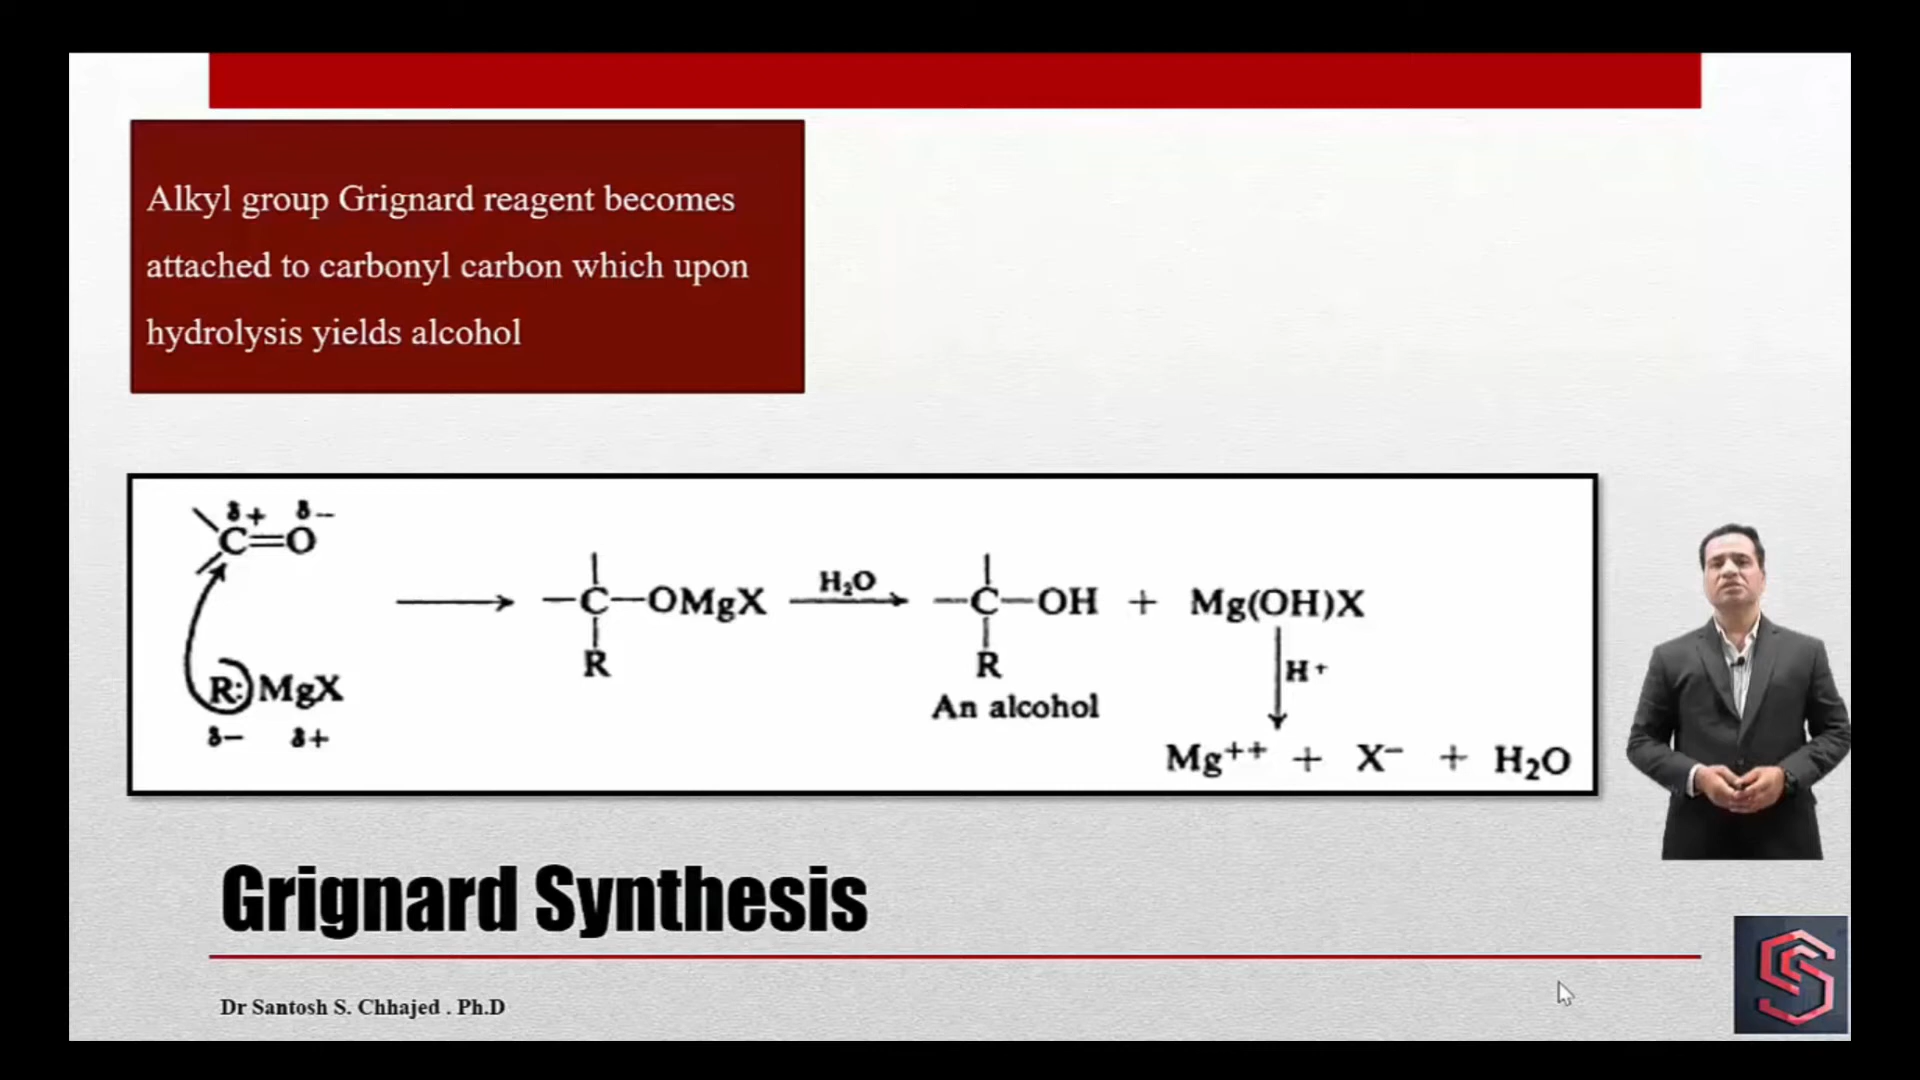 Alkyl group Grignard reagent becomes
attached to carbonyl carbon which upon
hydrolysis yields alcohol
δ+ δ−
C=O
R: MgX
δ− δ+
—C—OMgX
R
H₂O
—C—OH + Mg(OH)X
R
An alcohol
H+
Mg++ + X− + H₂O
Grignard Synthesis
Dr Santosh S. Chhajed . Ph.D